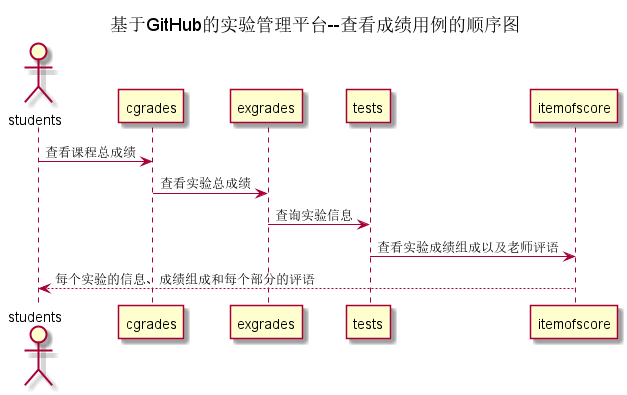 基于GitHub的实验管理平台--查看成绩用例的顺序图
students
cgrades
exgrades
tests
itemofscore
查看课程总成绩
查看实验总成绩
查询实验信息
查看实验成绩组成以及老师评语
每个实验的信息、成绩组成和每个部分的评语
students
cgrades
exgrades
tests
itemofscore